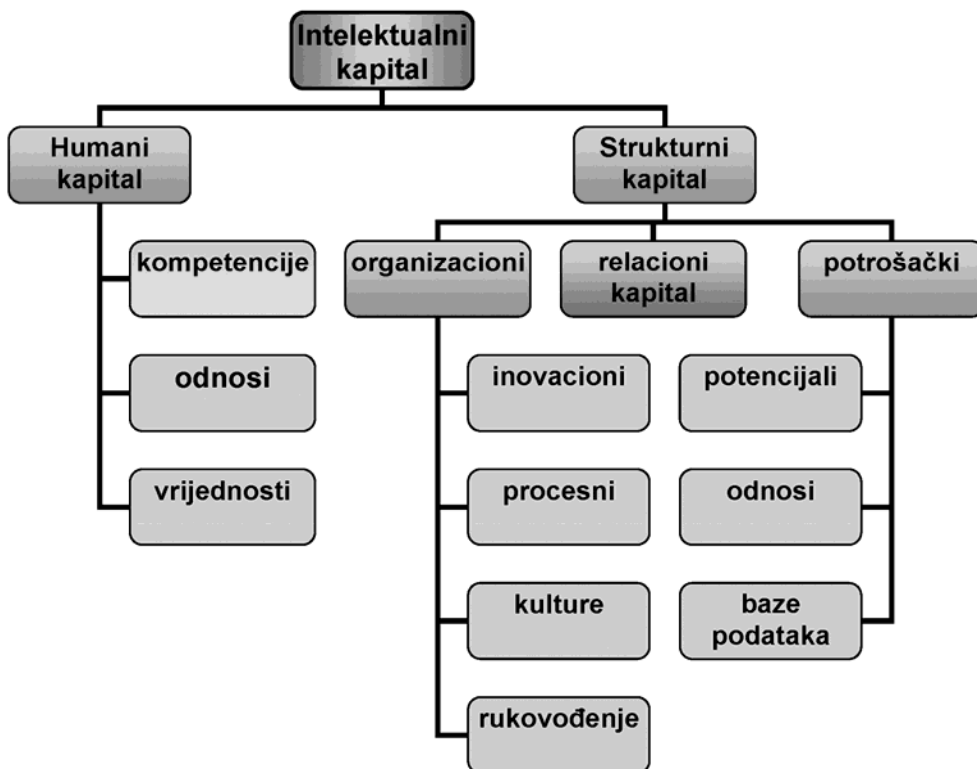 Intelektualni
kapital
Humani
kapital
Strukturni
kapital
kompetencije
organizacioni
relacioni
kapital
potrošački
odnosi
inovacioni
potencijali
vrijednosti
procesni
odnosi
kulture
baze
podataka
rukovođenje